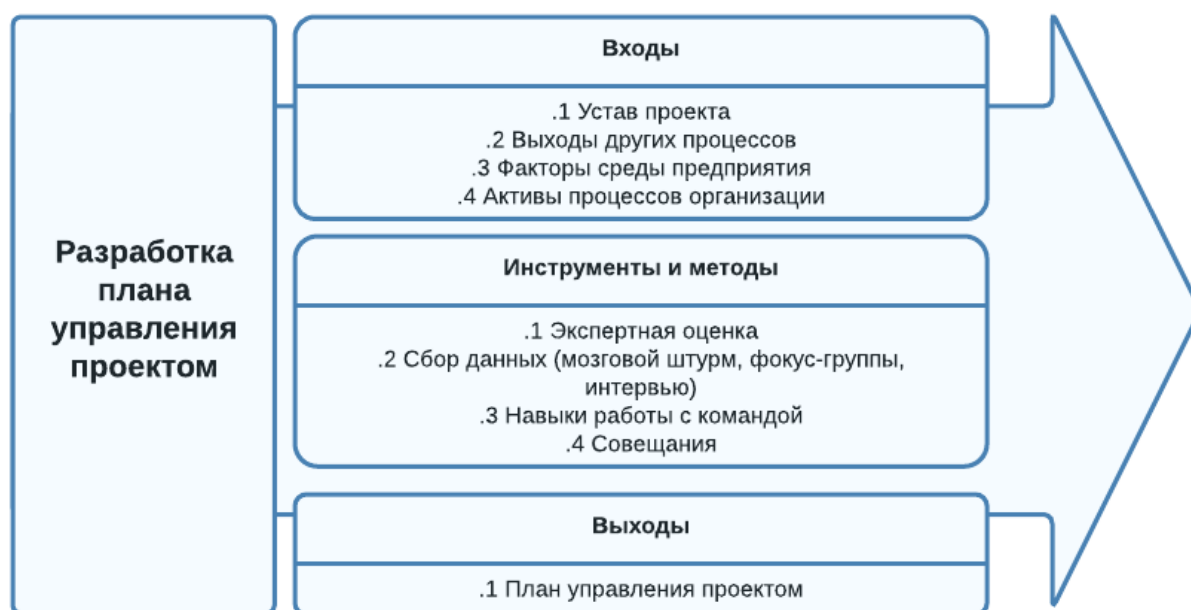 Разработка
плана
управления
проектом
Входы
.1 Устав проекта
.2 Выходы других процессов
.3 Факторы среды предприятия
.4 Активы процессов организации
Инструменты и методы
.1 Экспертная оценка
.2 Сбор данных (мозговой штурм, фокус-группы,
интервью)
.3 Навыки работы с командой
.4 Совещания
Выходы
.1 План управления проектом